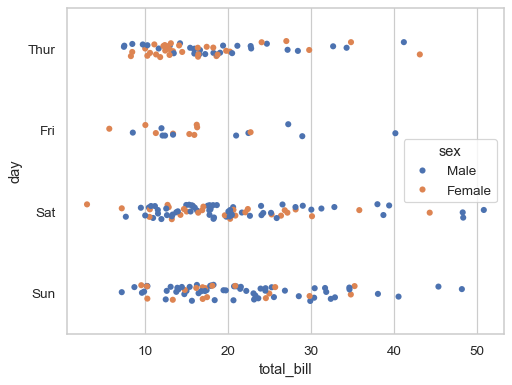 Thur
Fri
Sat
Sun
day
sex
Male
Female
10 20 30 40 50
total_bill